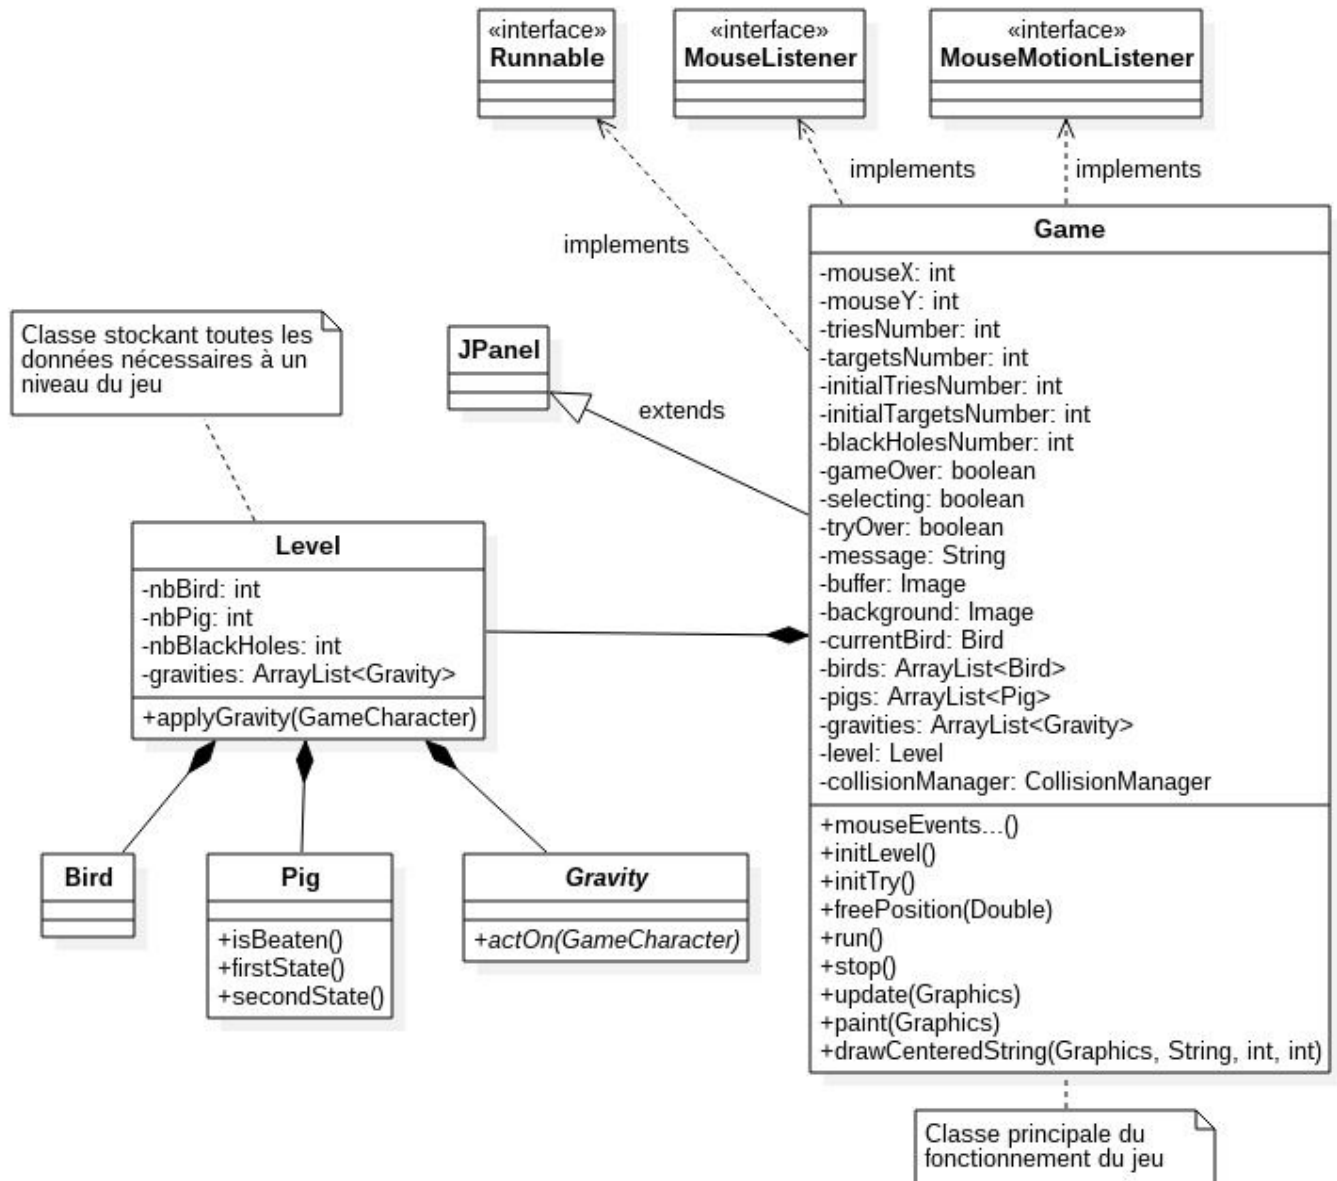 «interface»
Runnable
«interface»
MouseListener
«interface»
MouseMotionListener
implements
implements
implements
Game
-mouseX: int
-mouseY: int
-triesNumber: int
-targetsNumber: int
-initialTriesNumber: int
-initialTargetsNumber: int
-blackHolesNumber: int
-gameOver: boolean
-selecting: boolean
-tryOver: boolean
-message: String
-buffer: Image
-background: Image
-currentBird: Bird
-birds: ArrayList<Bird>
-pigs: ArrayList<Pig>
-gravities: ArrayList<Gravity>
-level: Level
-collisionManager: CollisionManager
+mouseEvents...()
+initLevel()
+initTry()
+freePosition(Double)
+run()
+stop()
+update(Graphics)
+paint(Graphics)
+drawCenteredString(Graphics, String, int, int)
Classe stockant toutes les
données nécessaires à un
niveau du jeu
JPanel
extends
Level
-nbBird: int
-nbPig: int
-nbBlackHoles: int
-gravities: ArrayList<Gravity>
+applyGravity(GameCharacter)
Bird
Pig
+isBeaten()
+firstState()
+secondState()
Gravity
+actOn(GameCharacter)
Classe principale du
fonctionnement du jeu